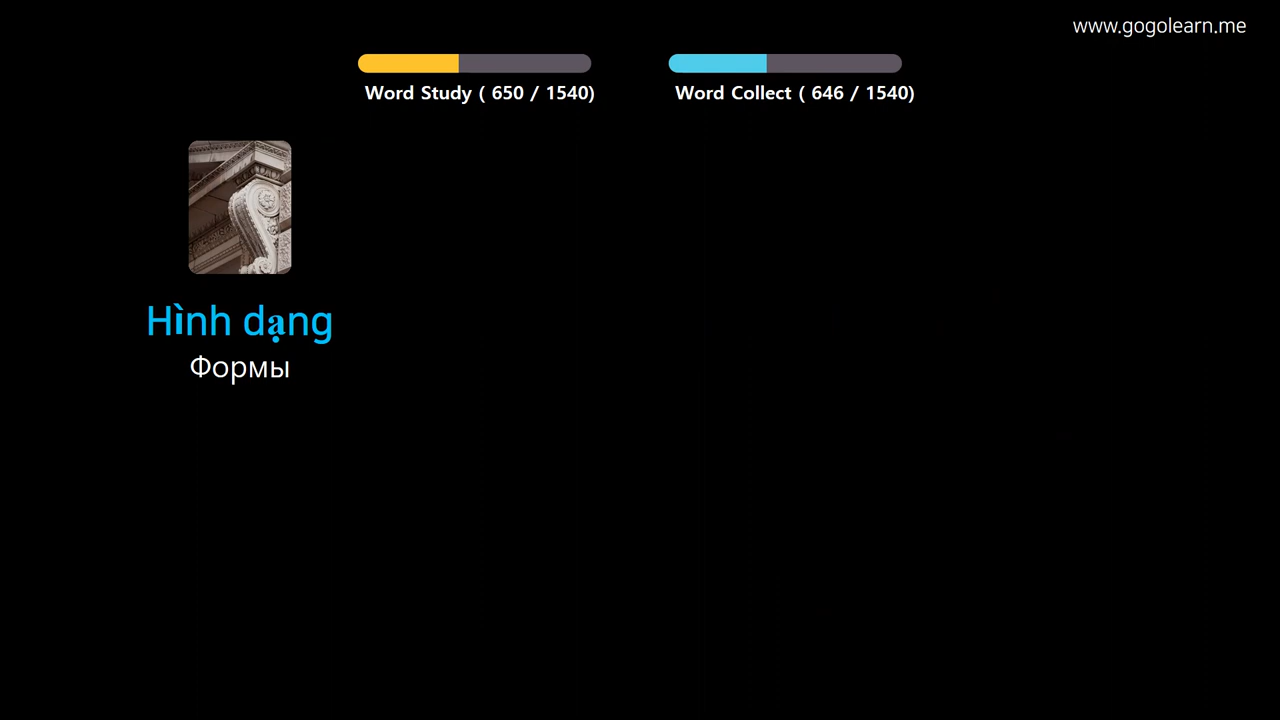 www.gogolearn.me
Word Study ( 650 / 1540)
Word Collect ( 646 / 1540)
Hình dạng
Формы